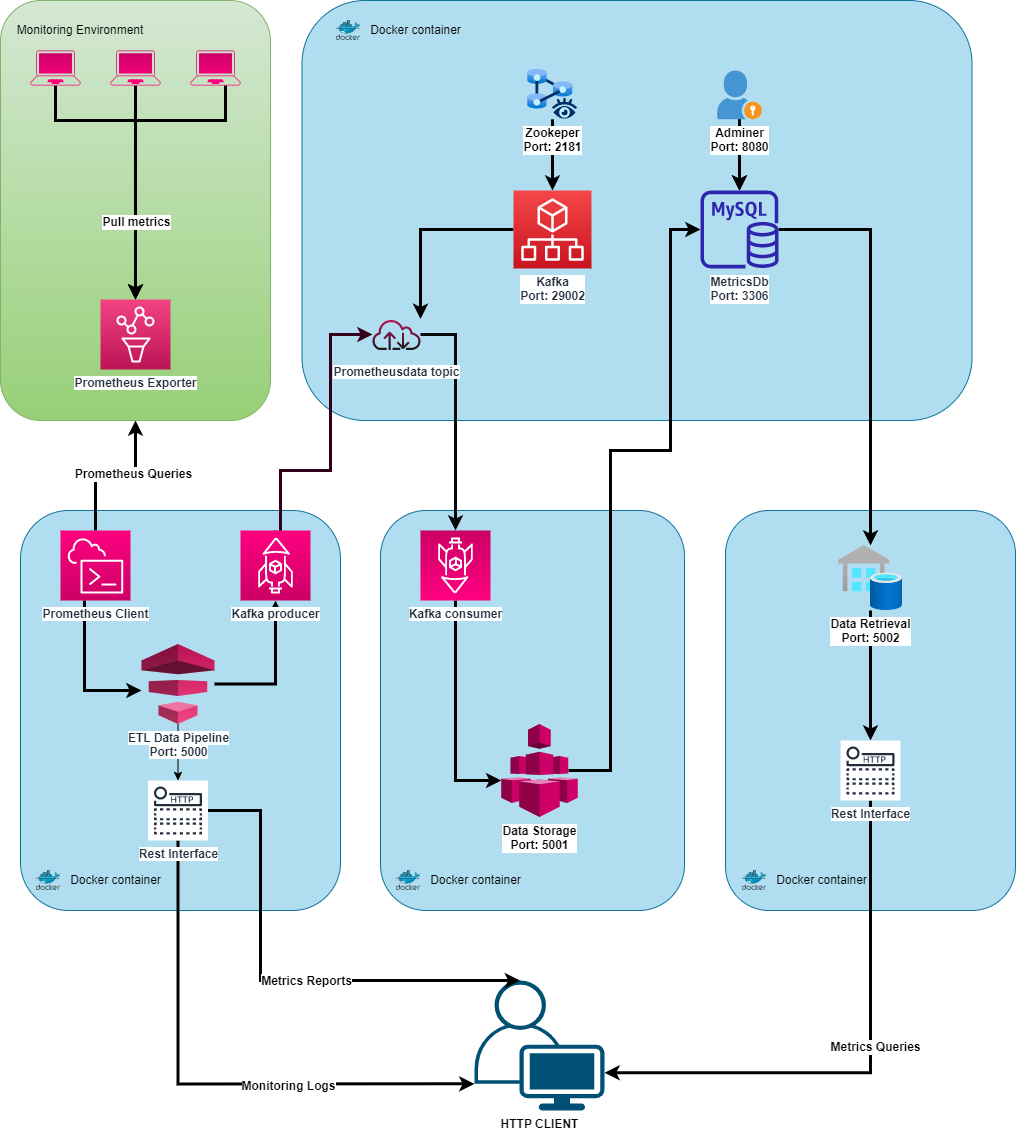 Monitoring Environment
docker
Docker container
Zookeper
Port: 2181
Adminer
Port: 8080
MySQL
Pull metrics
Kafka
Port: 29002
MetricsDb
Port: 3306
Prometheus Exporter
Prometheusdata topic
Prometheus Queries
Prometheus Client
Kafka producer
Kafka consumer
Data Retrieval
Port: 5002
ETL Data Pipeline
Port: 5000
HTTP
Rest Interface
Data Storage
Port: 5001
HTTP
Rest Interface
docker
Docker container
docker
Docker container
docker
Docker container
Metrics Reports
Metrics Queries
Monitoring Logs
HTTP CLIENT